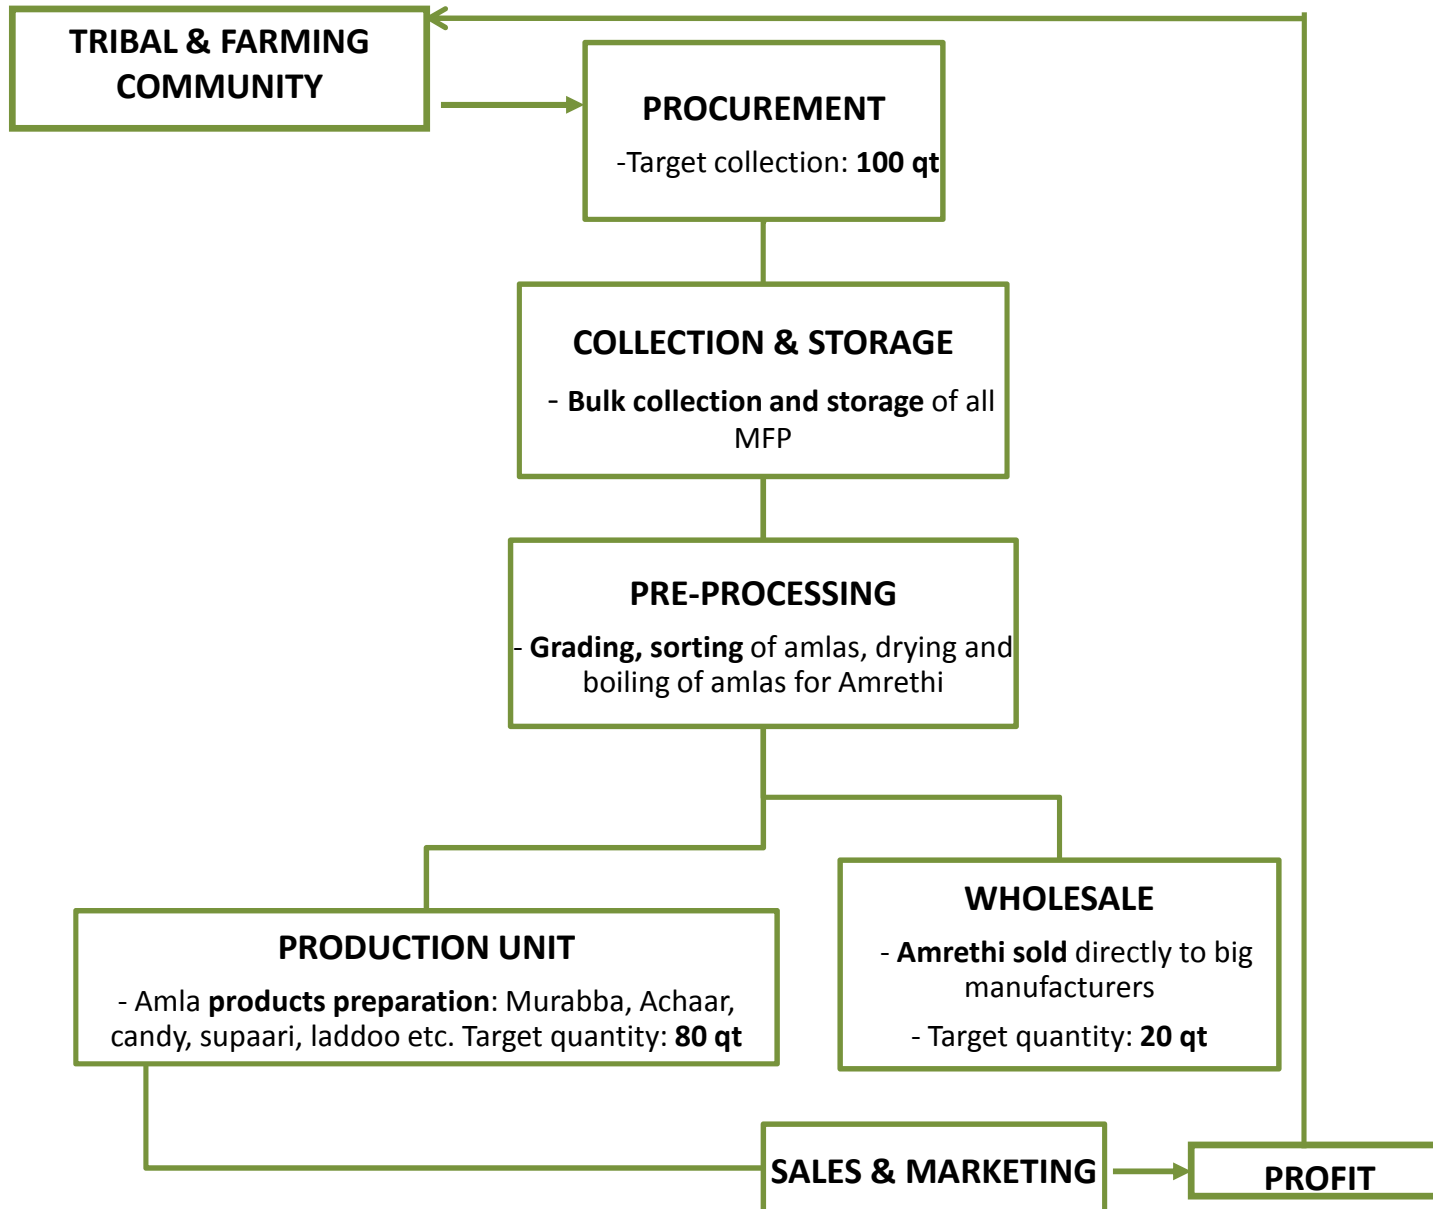 TRIBAL & FARMING
COMMUNITY
PROCUREMENT
-Target collection: 100 qt
COLLECTION & STORAGE
- Bulk collection and storage of all
MFP
PRE-PROCESSING
- Grading, sorting of amlas, drying and
boiling of amlas for Amrethi
PRODUCTION UNIT
- Amla products preparation: Murabba, Achaar,
candy, supaari, laddoo etc. Target quantity: 80 qt
WHOLESALE
- Amrethi sold directly to big
manufacturers
- Target quantity: 20 qt
SALES & MARKETING
PROFIT